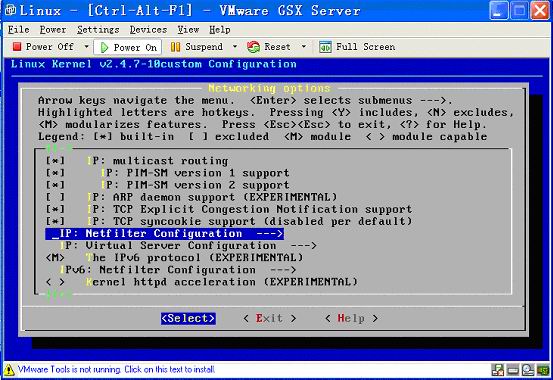 Linux - [Ctrl-Alt-F1] - VMware GSX Server
File Power Settings Devices View Help
Power Off Power On Suspend Reset Full Screen
Linux Kernel v2.4.7-10custom Configuration
Networking options
Arrow keys navigate the menu. <Enter> selects submenus --->.
Highlighted letters are hotkeys. Pressing <Y> includes, <N> excludes,
<M> modularizes features. Press <Esc><Esc> to exit, <?> for Help.
Legend: [*] built-in [ ] excluded <M> module < > module capable
[*] IP: multicast routing
[*] IP: PIM-SM version 1 support
[*] IP: PIM-SM version 2 support
[ ] IP: ARP daemon support (EXPERIMENTAL)
[*] IP: TCP Explicit Congestion Notification support
[*] IP: TCP syncookie support (disabled per default)
IP: Netfilter Configuration --->
IP: Virtual Server Configuration --->
<M> The IPv6 protocol (EXPERIMENTAL)
IPv6: Netfilter Configuration --->
< > Kernel httpd acceleration (EXPERIMENTAL)
<Select> < Exit > < Help >
VMware Tools is not running. Click on this text to install.